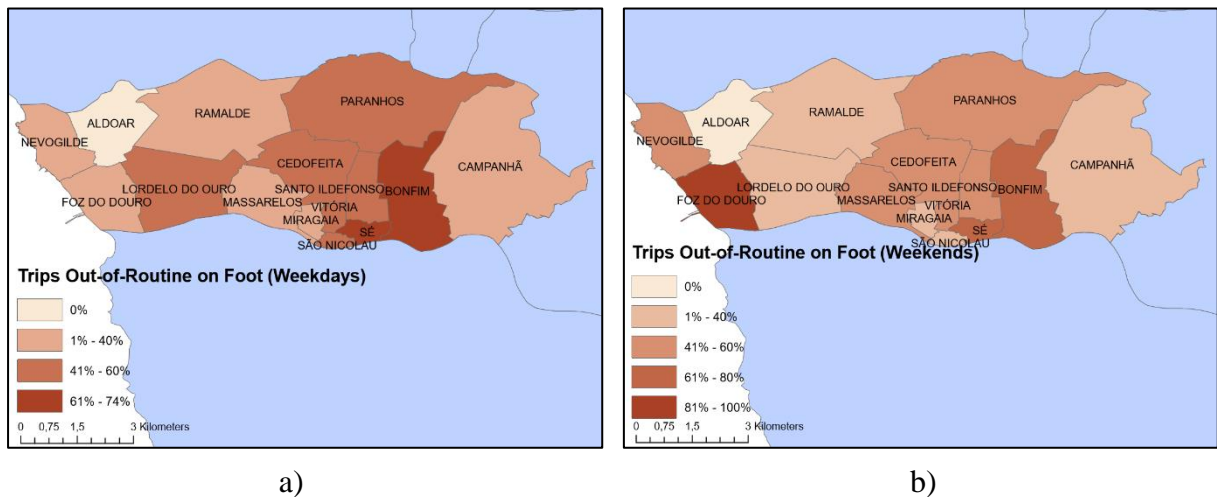 PARANHOS
RAMALDE
ALDOAR
NEVOGILDE
CEDOFEITA
CAMPANHÃ
LORDELO DO OURO
SANTO ILDEFONSO
BONFIM
FOZ DO DOURO
MASSARELOS
VITÓRIA
MIRAGAIA
SÉ
SÃO NICOLAU
Trips Out-of-Routine on Foot (Weekdays)
0%
1% - 40%
41% - 60%
61% - 74%
0 0,75 1,5 3 Kilometers
a)
PARANHOS
RAMALDE
ALDOAR
NEVOGILDE
CEDOFEITA
CAMPANHÃ
LORDELO DO OURO
SANTO ILDEFONSO
BONFIM
FOZ DO DOURO
MASSARELOS
VITÓRIA
MIRAGAIA
SÉ
SÃO NICOLAU
Trips Out-of-Routine on Foot (Weekends)
0%
1% - 40%
41% - 60%
61% - 80%
81% - 100%
0 0,75 1,5 3 Kilometers
b)